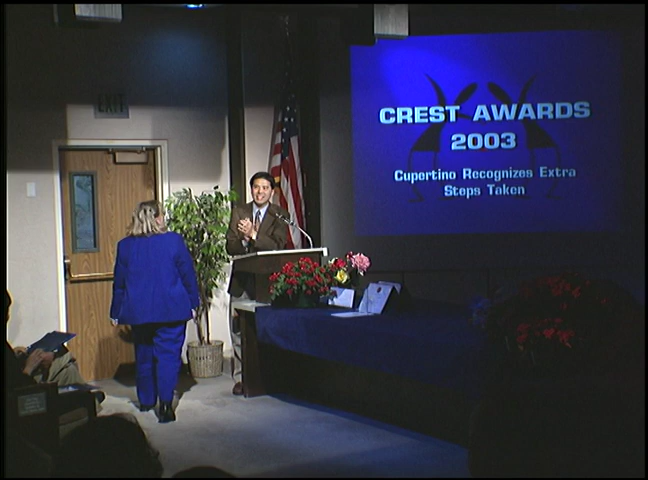 EXIT
CREST AWARDS
2003
Cupertino Recognizes Extra
Steps Taken